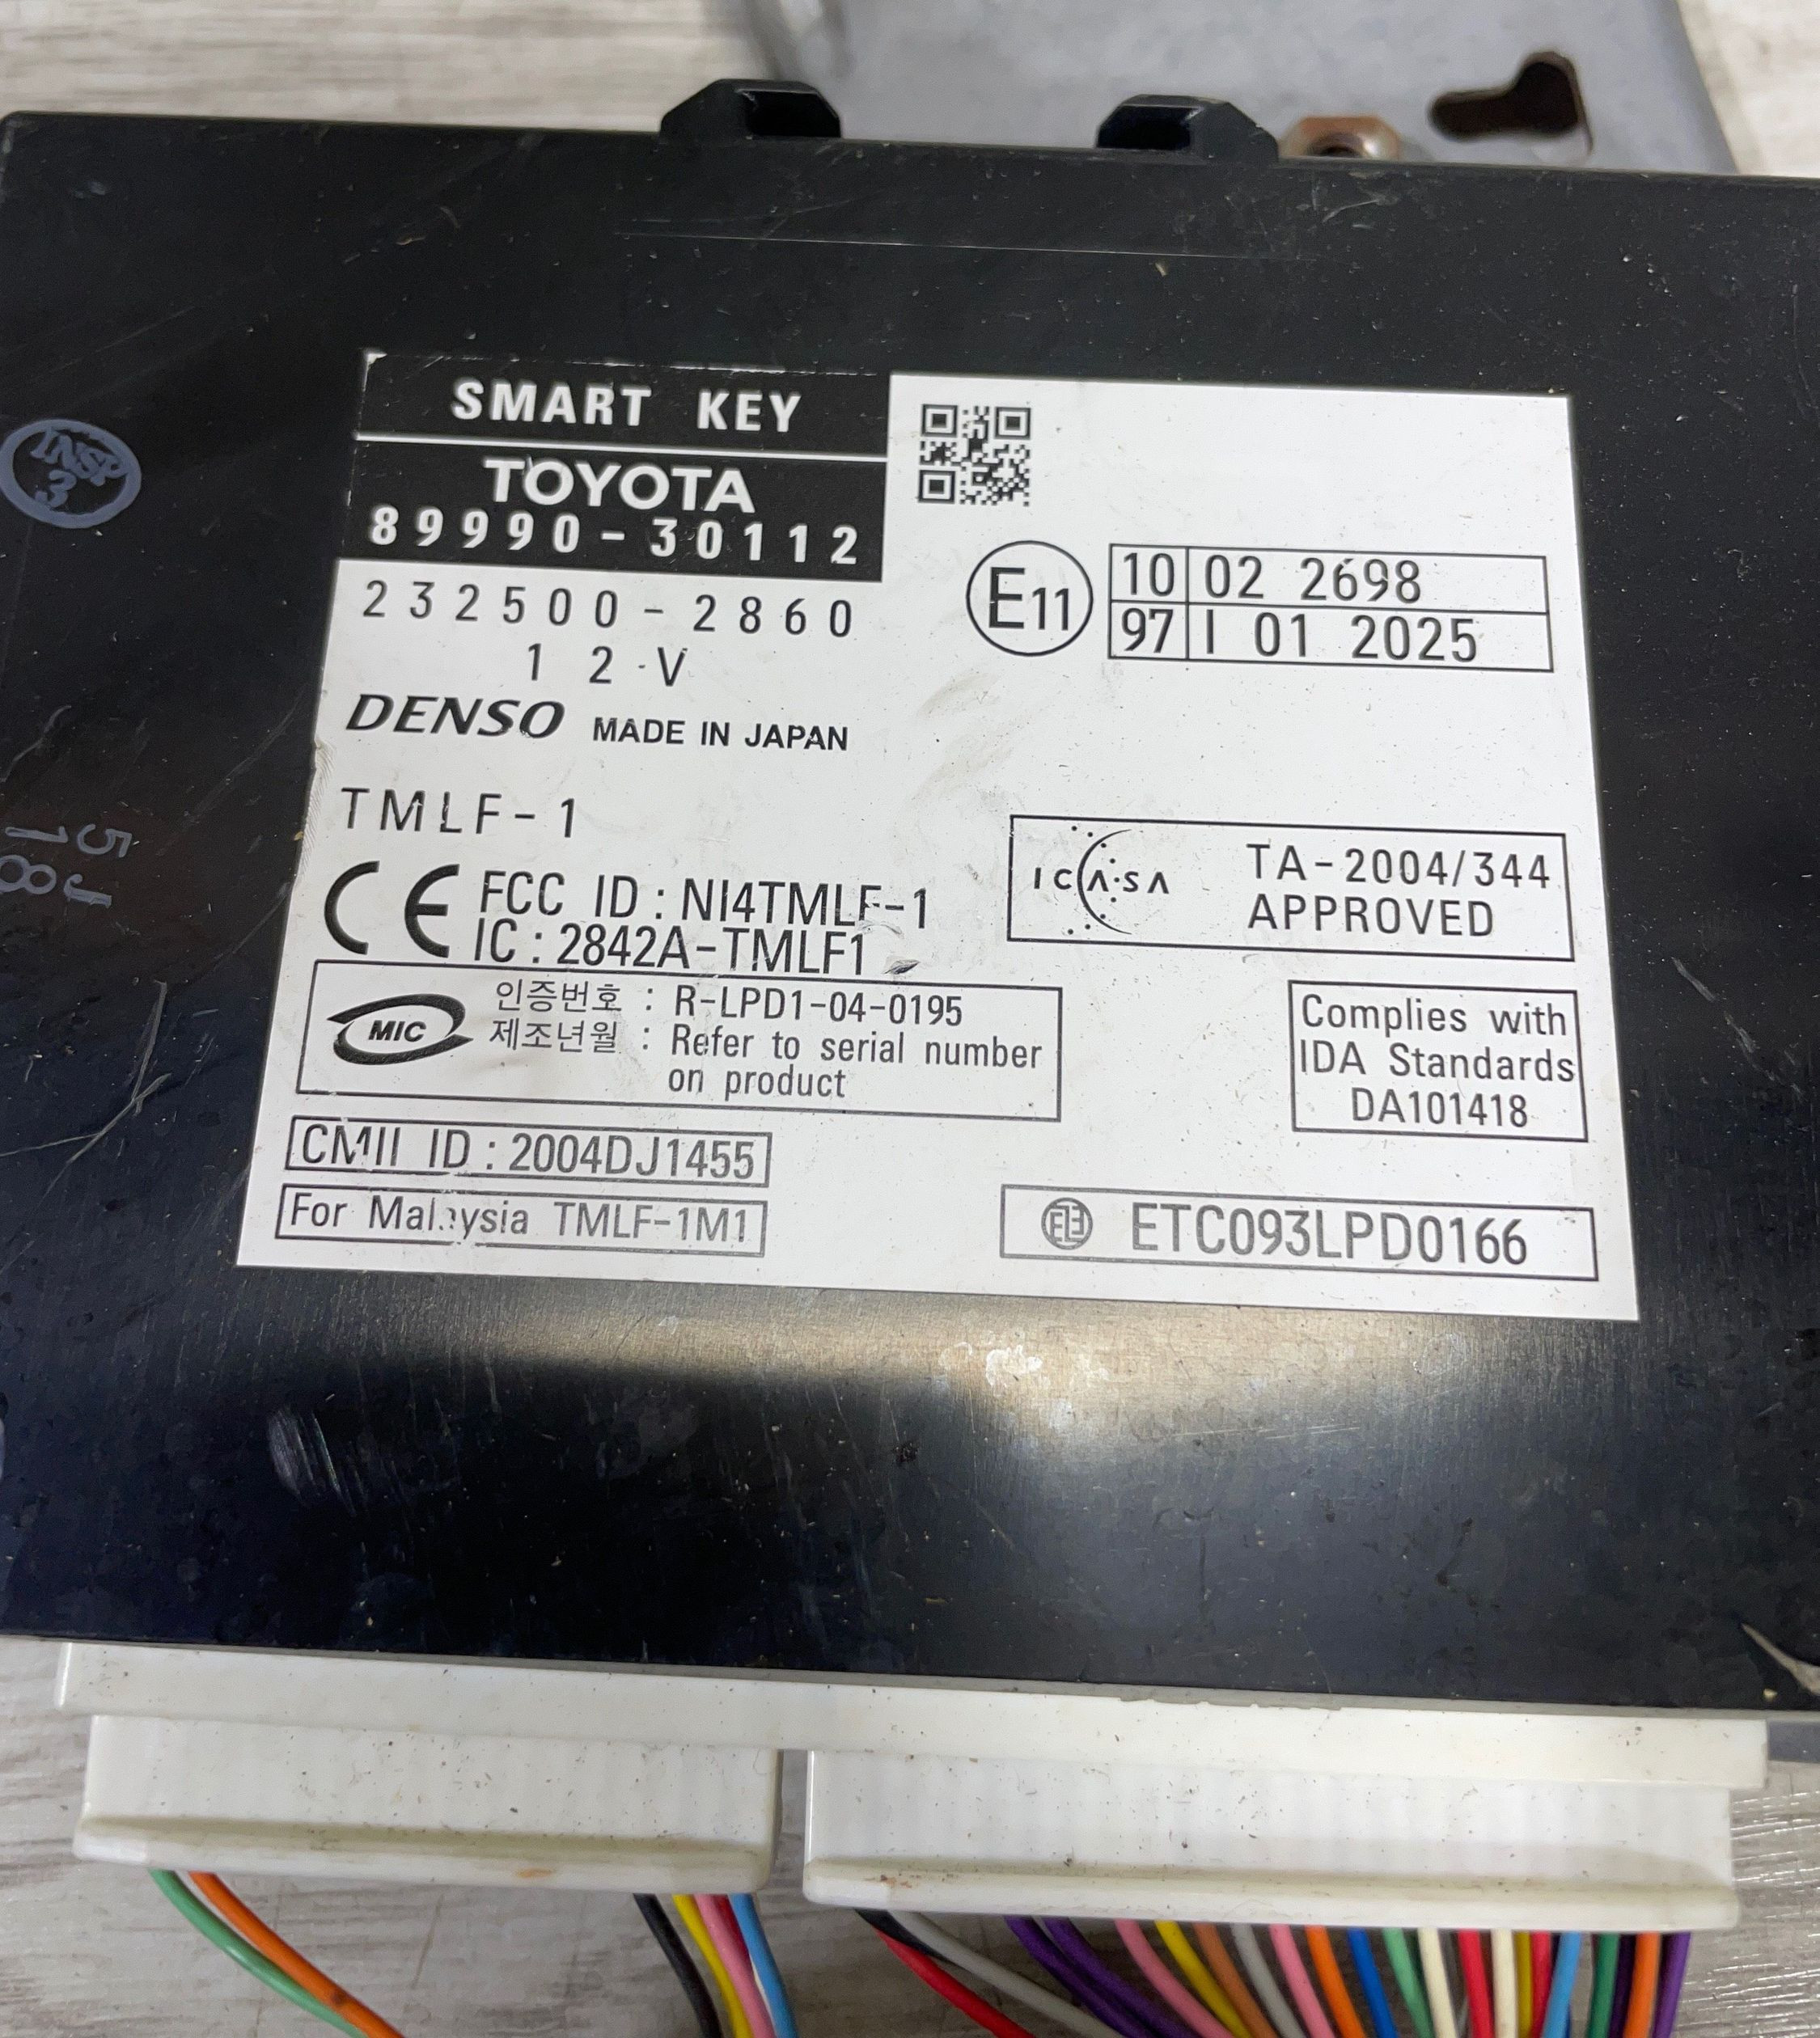 SMART KEY
TOYOTA
89990-30112
232500-2860
12V
DENSO MADE IN JAPAN
TMLF-1
CE
FCC ID : NI4TMLF-1
IC : 2842A-TMLF1
MIC
인증번호 : R-LPD1-04-0195
제조년월 : Refer to serial number
on product
CMII ID : 2004DJ1455
For Malaysia TMLF-1M1
E11
10 02 2698
97 I 01 2025
ICASA
TA-2004/344
APPROVED
Complies with
IDA Standards
DA101418
ETC093LPD0166
INSP
3